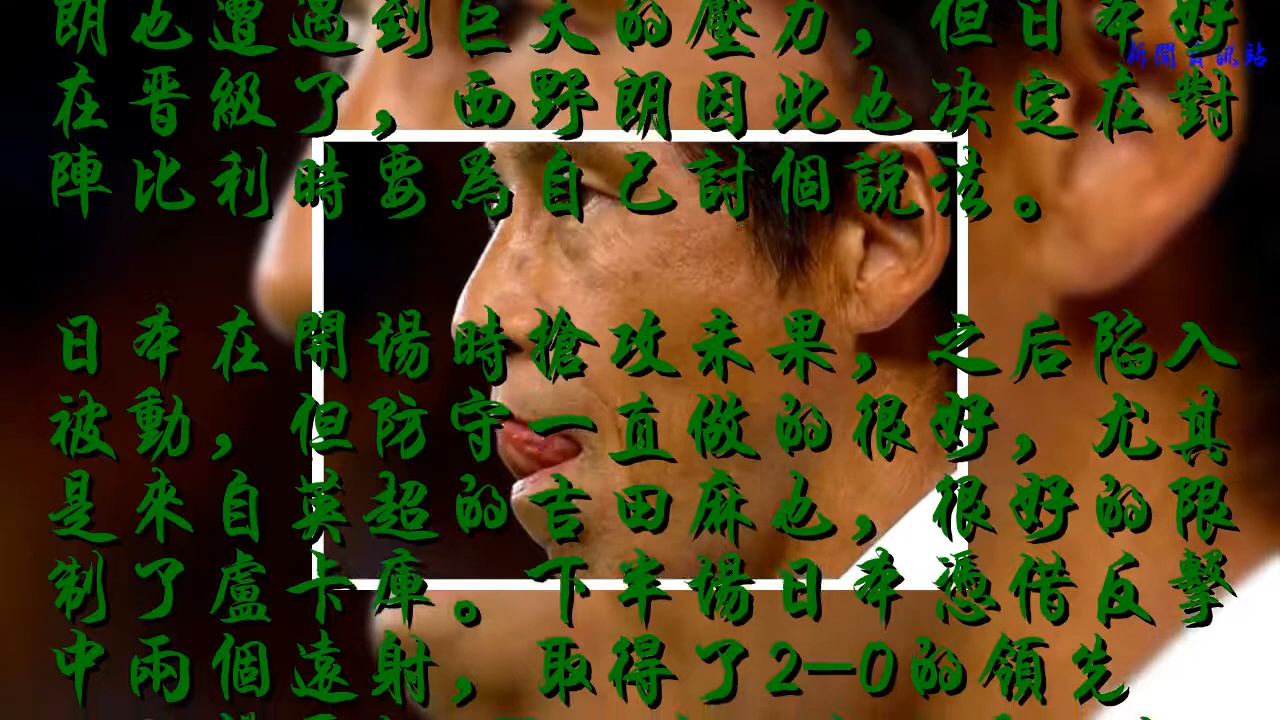 朗也遭遇到巨大的壓力，但日本好
新聞資訊站
在晋級了，西野朗因此也决定在對
陣比利時要爲自己討個説法。
日本在開場時搶攻未果，之后陷入
被動，但防守一直做的很好，尤其
是來自英超的吉田麻也，很好的限
制了盧卡庫。下半場日本憑借反擊
中兩個遠射，取得了2—0的領先